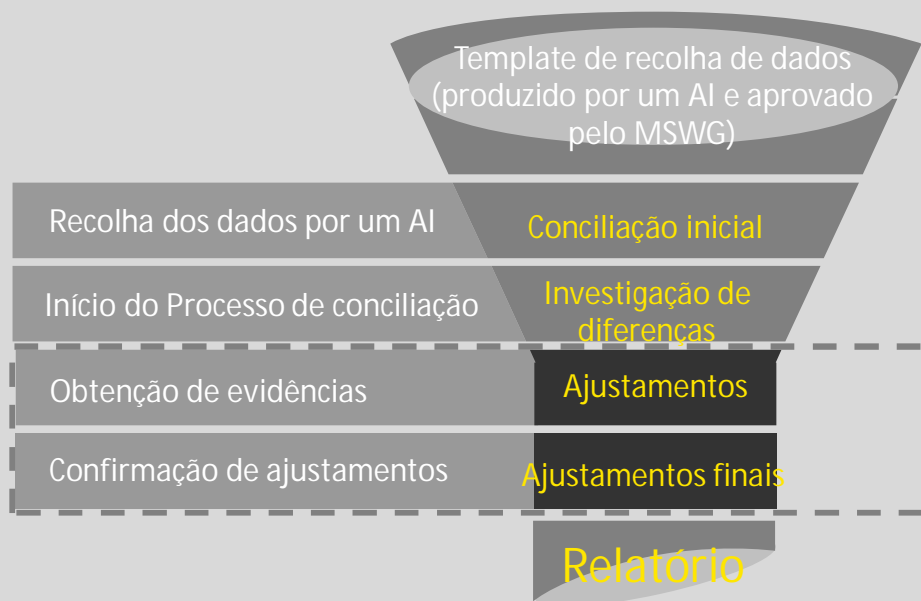 Template de recolha de dados
(produzido por um AI e aprovado
pelo MSWG)
Recolha dos dados por um AI
Conciliação inicial
Início do Processo de conciliação
Investigação de
diferenças
Obtenção de evidências
Ajustamentos
Confirmação de ajustamentos
Ajustamentos finais
Relatório